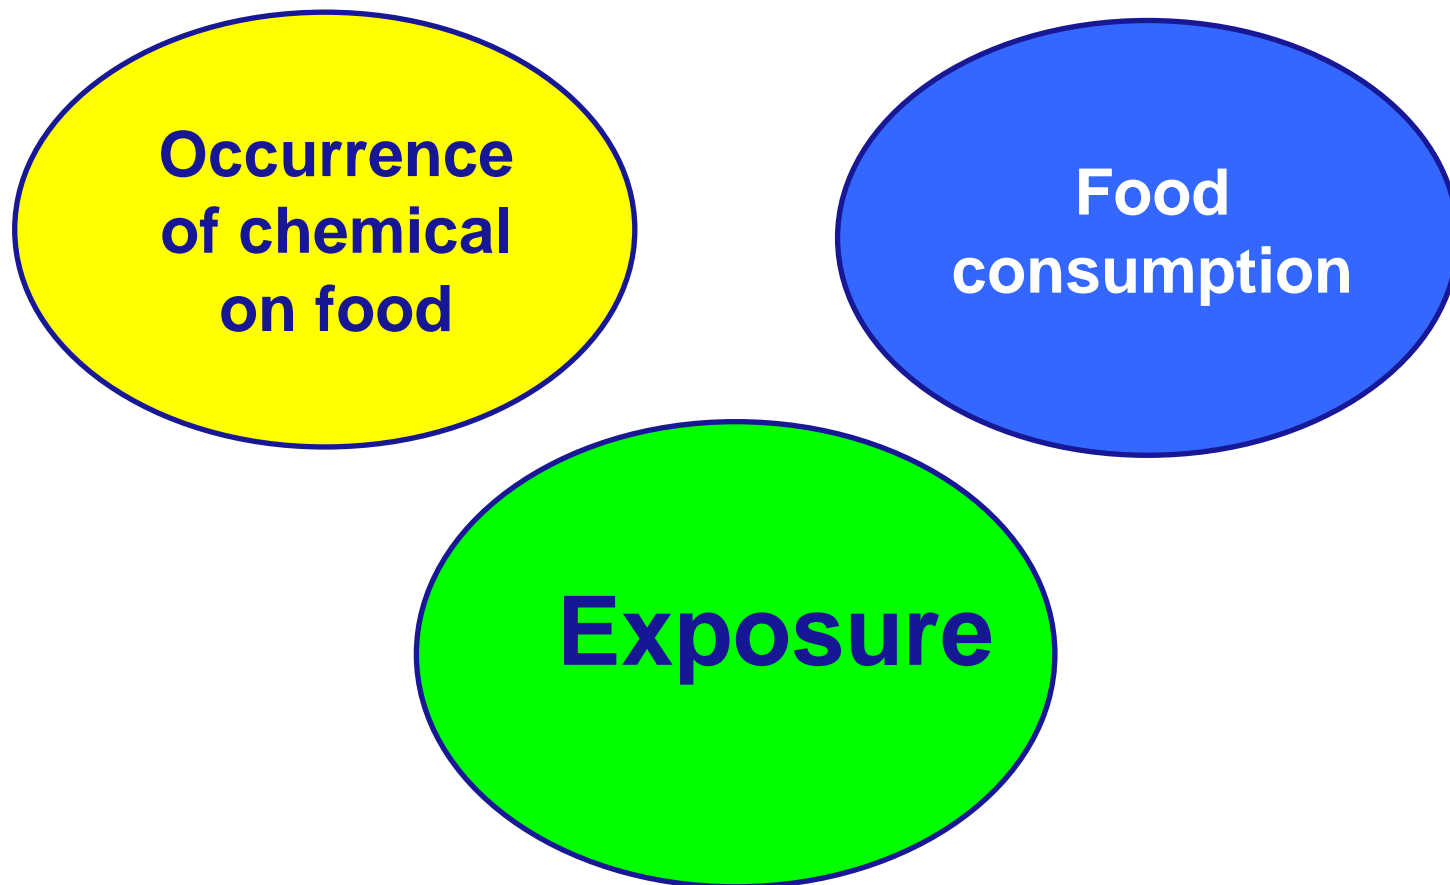 Occurrence
of chemical
on food
Food
consumption
Exposure